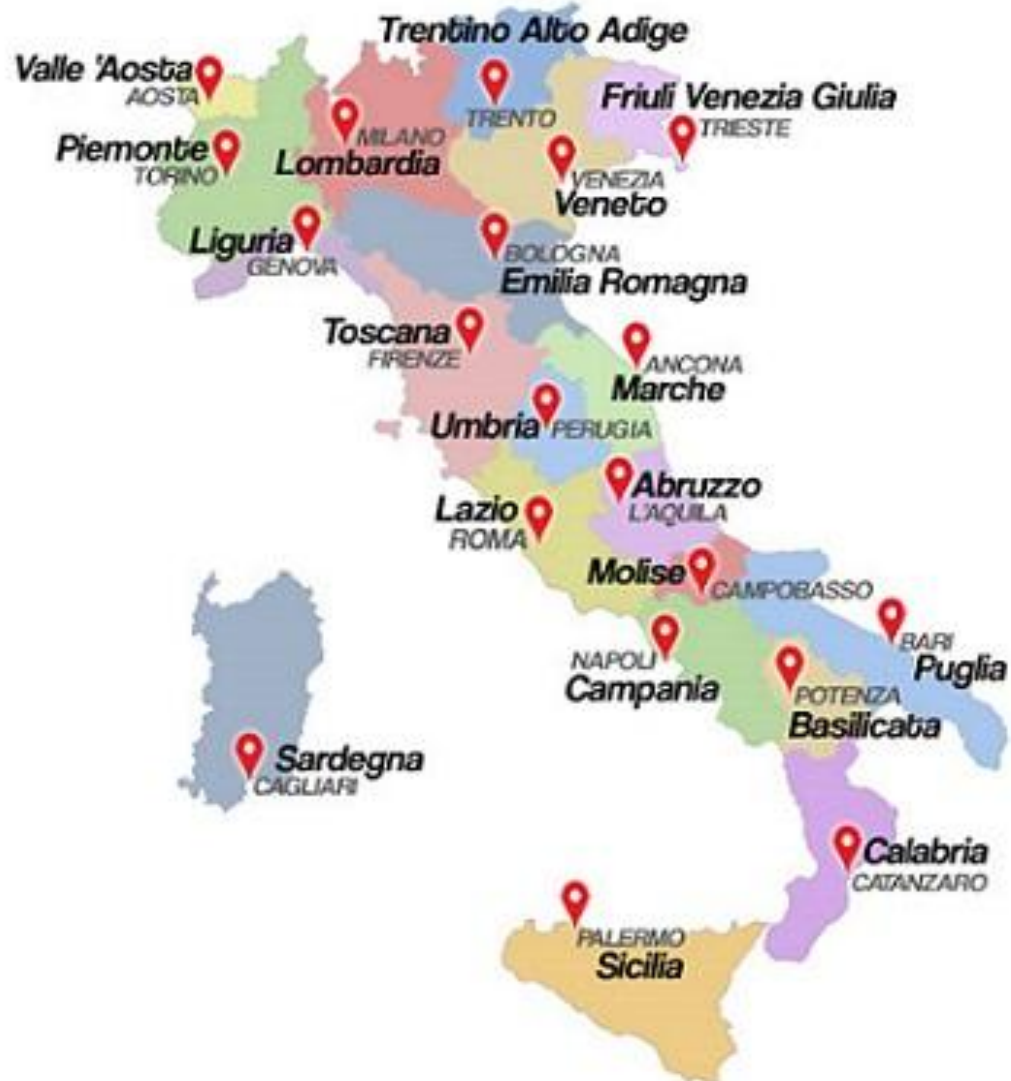 Trentino Alto Adige
TRENTO
Valle 'Aosta
AOSTA
Friuli Venezia Giulia
TRIESTE
Piemonte
TORINO
MILANO
Lombardia
VENEZIA
Veneto
Liguria
GENOVA
BOLOGNA
Emilia Romagna
Toscana
FIRENZE
ANCONA
Marche
Umbria PERUGIA
Abruzzo
L'AQUILA
Lazio
ROMA
Molise CAMPOBASSO
BARI
Puglia
NAPOLI
Campania
POTENZA
Basilicata
Sardegna
CAGLIARI
Calabria
CATANZARO
PALERMO
Sicilia